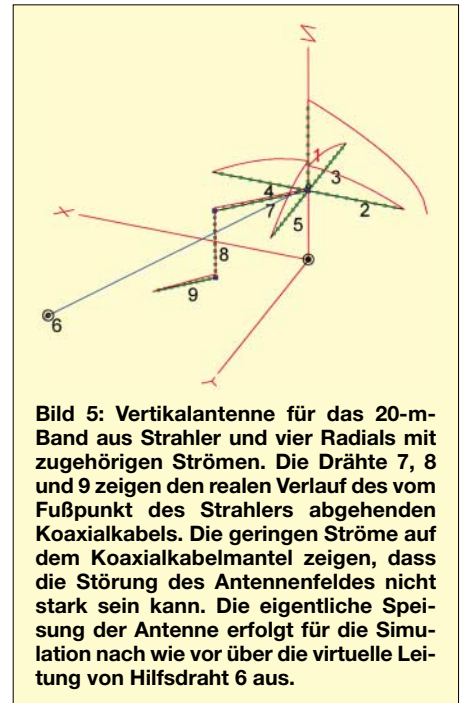 Z
1
3
4
2
7
X
5
8
9
6
Y
Bild 5: Vertikalantenne für das 20-m-
Band aus Strahler und vier Radials mit
zugehörigen Strömen. Die Drähte 7, 8
und 9 zeigen den realen Verlauf des vom
Fußpunkt des Strahlers abgehenden
Koaxialkabels. Die geringen Ströme auf
dem Koaxialkabelmantel zeigen, dass
die Störung des Antennenfeldes nicht
stark sein kann. Die eigentliche Spei-
sung der Antenne erfolgt für die Simu-
lation nach wie vor über die virtuelle Lei-
tung von Hilfsdraht 6 aus.